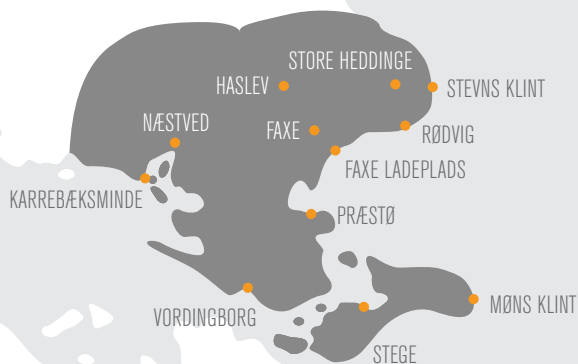 STORE HEDDINGE
HASLEV
STEVNS KLINT
NÆSTVED
FAXE
RØDVIG
FAXE LADEPLADS
KARREBÆKSMINDE
PRÆSTØ
MØNS KLINT
VORDINGBORG
STEGE